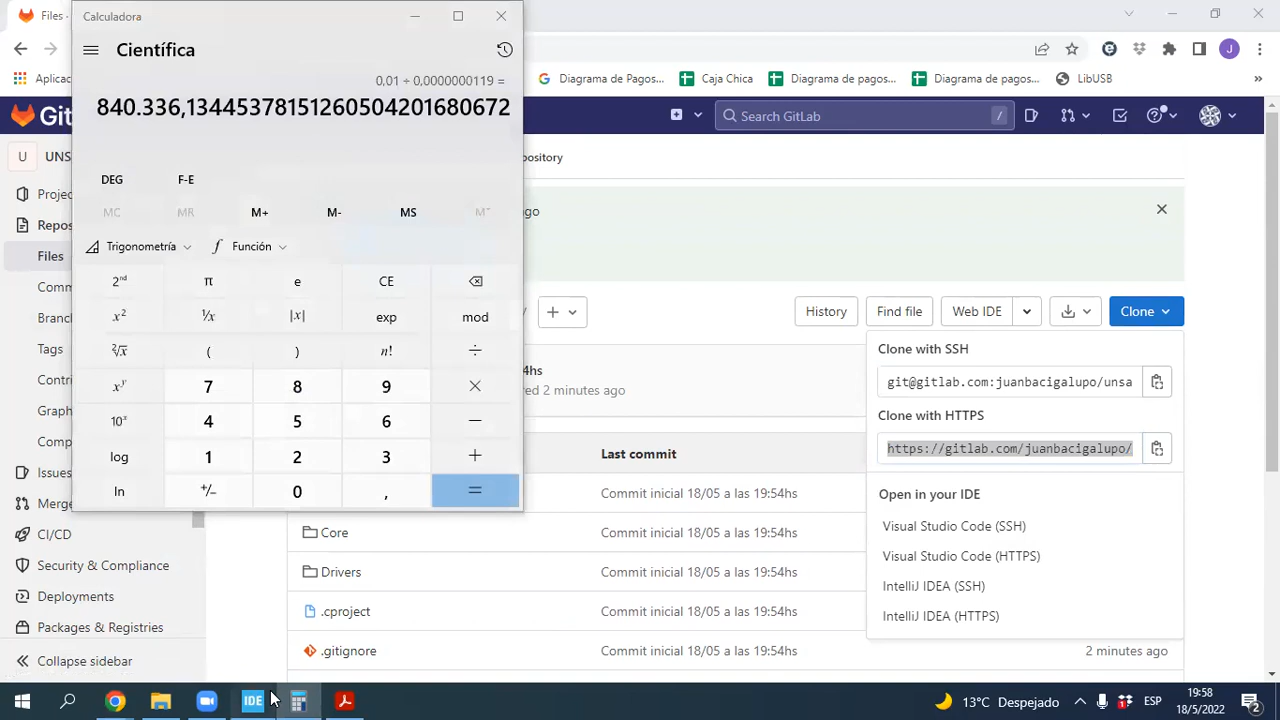 Files
Calculadora
Científica
0,01 ÷ 0,0000000119 =
840.336,13445378151260504201680672
DEG F-E
MC MR M+ M- MS
Trigonometría Función
2nd π e CE
x² ¹/x |x| exp mod
²√x ( ) n! ÷
xʸ 7 8 9 ×
10ˣ 4 5 6 −
log 1 2 3 +
ln +/- 0 , =
Aplicac
G Diagrama de Pagos...
Caja Chica
Diagrama de pago...
Diagrama de pagos...
LibUSB
»
J
Search GitLab /
U UNS
ository
Project
Repos
Files
Comm
Branch
Tags
Contri
Graph
Comp
Issues
Merge
CI/CD
Security & Compliance
Deployments
Packages & Registries
Collapse sidebar
go
/ +
History
Find file
Web IDE
Clone
4hs
red 2 minutes ago
Clone with SSH
git@gitlab.com:juanbacigalupo/unsa
Clone with HTTPS
https://gitlab.com/juanbacigalupo/
Open in your IDE
Visual Studio Code (SSH)
Visual Studio Code (HTTPS)
IntelliJ IDEA (SSH)
IntelliJ IDEA (HTTPS)
Last commit
Commit inicial 18/05 a las 19:54hs
Core Commit inicial 18/05 a las 19:54hs
Drivers Commit inicial 18/05 a las 19:54hs
.cproject Commit inicial 18/05 a las 19:54hs
.gitignore Commit inicial 18/05 a las 19:54hs 2 minutes ago
IDE
13°C Despejado
ESP
19:58
18/5/2022
2